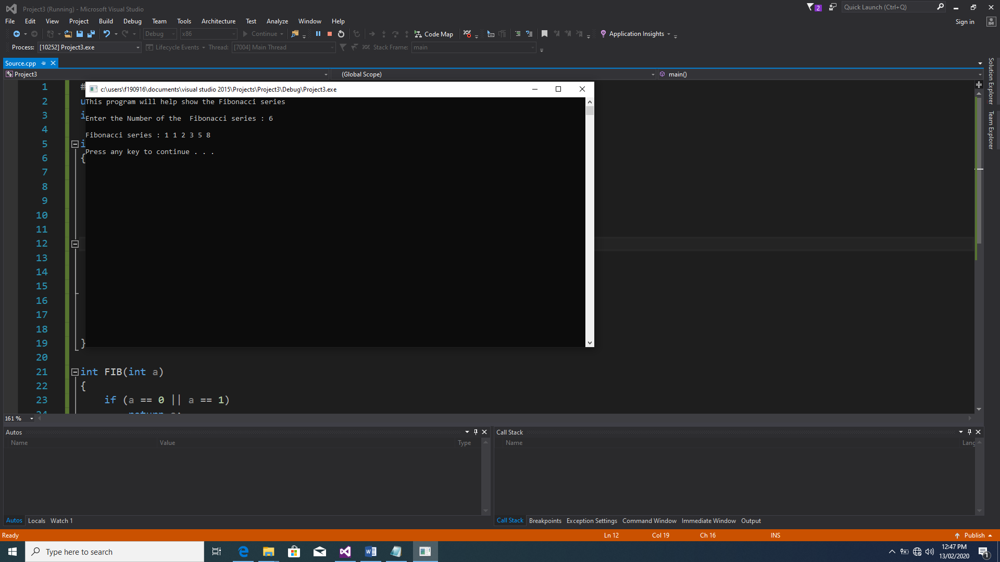 Project3 (Running) - Microsoft Visual Studio
2
Quick Launch (Ctrl+Q)
File Edit View Project Build Debug Team Tools Architecture Test Analyze Window Help
Sign in
Debug x86 Continue Code Map Application Insights
Process: [10252] Project3.exe Lifecycle Events Thread: [7004] Main Thread Stack Frame: main
Source.cpp
Project3 (Global Scope) main()
Solution Explorer
Team Explorer
c:\users\f190916\documents\visual studio 2015\Projects\Project3\Debug\Project3.exe
This program will help show the Fibonacci series
Enter the Number of the  Fibonacci series : 6
Fibonacci series : 1 1 2 3 5 8
Press any key to continue . . .
1 #
2 u
3 i
4
5 i
6 {
7
8
9
10
11
12
13
14
15
16
17
18
19 }
20
21 int FIB(int a)
22 {
23 if (a == 0 || a == 1)
24 return a;
161 %
Autos
Name Value Type
Call Stack
Name Lang
Autos Locals Watch 1
Call Stack Breakpoints Exception Settings Command Window Immediate Window Output
Ready Ln 12 Col 19 Ch 16 INS Publish
Type here to search
12:47 PM
13/02/2020
1